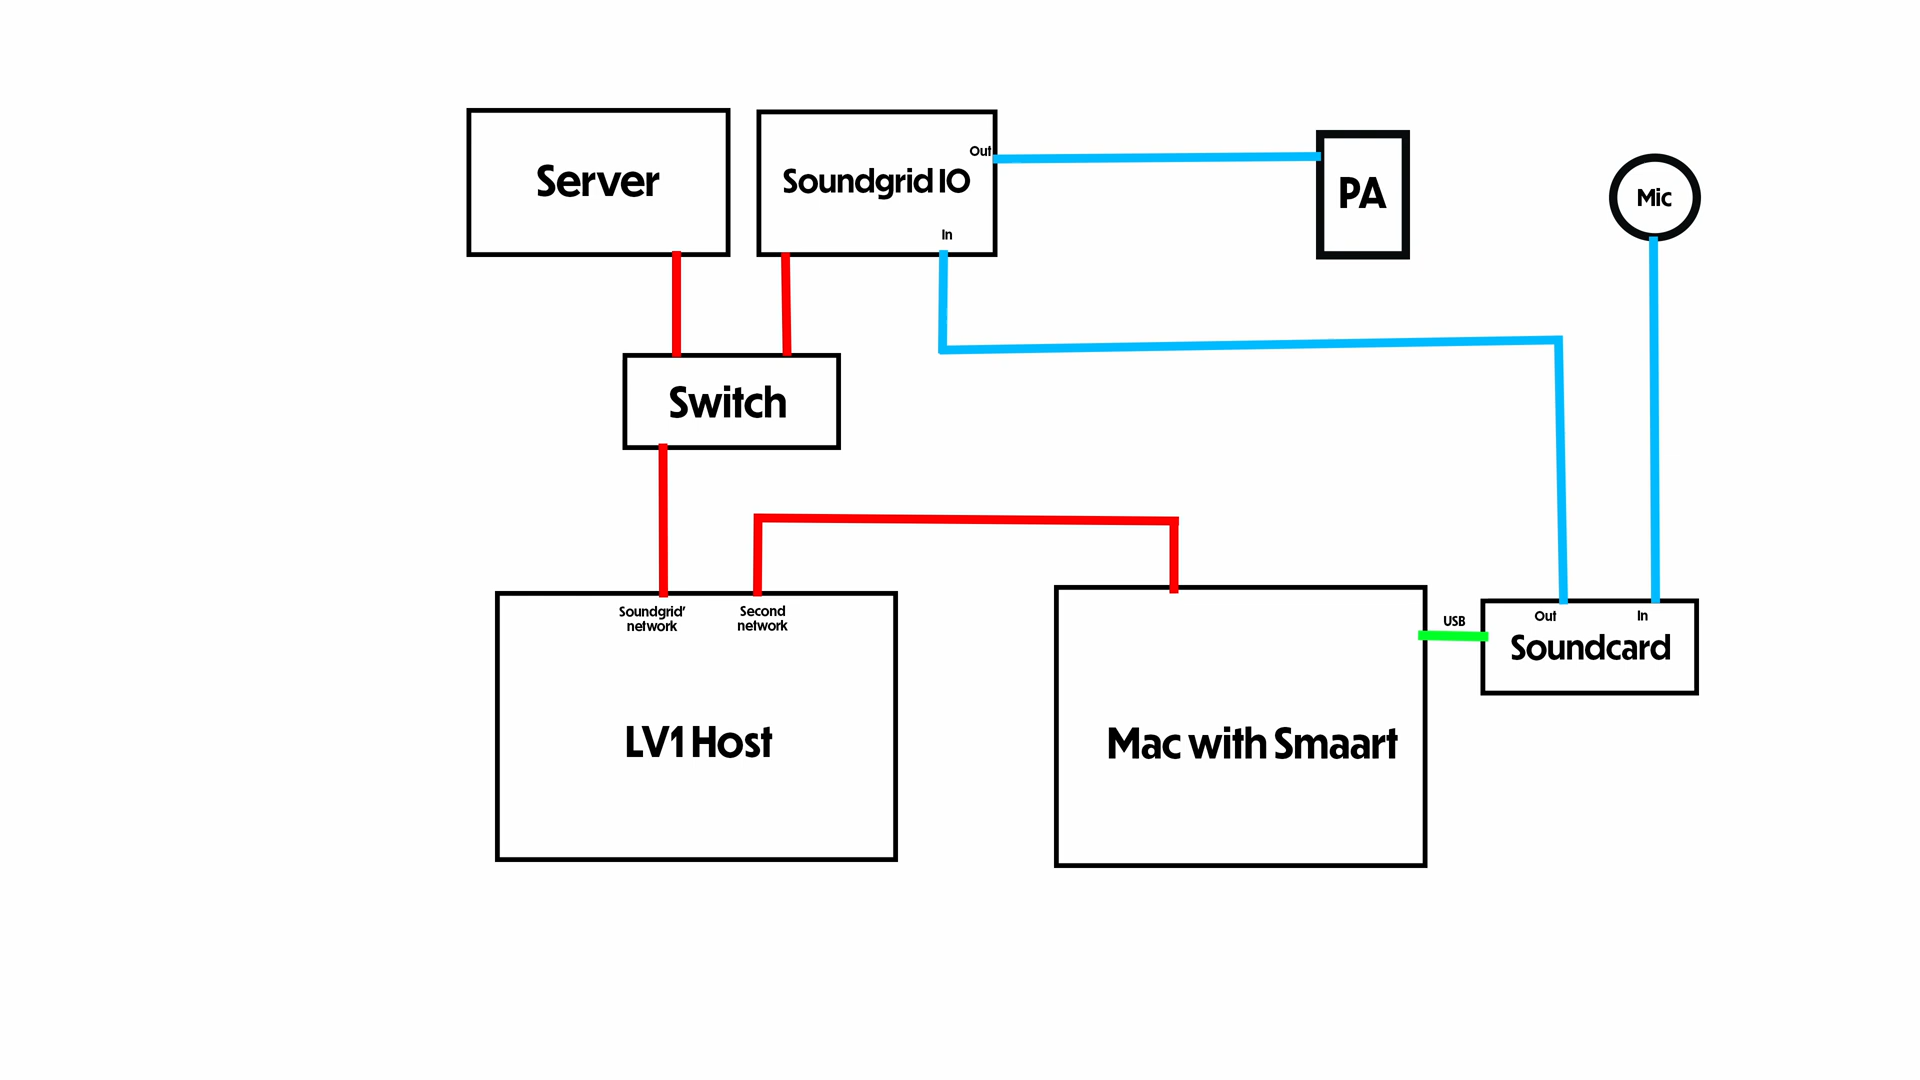 Server
Soundgrid IO
Out
In
PA
Mic
Switch
Soundgrid'
network
Second
network
LV1 Host
Mac with Smaart
USB
Out
In
Soundcard